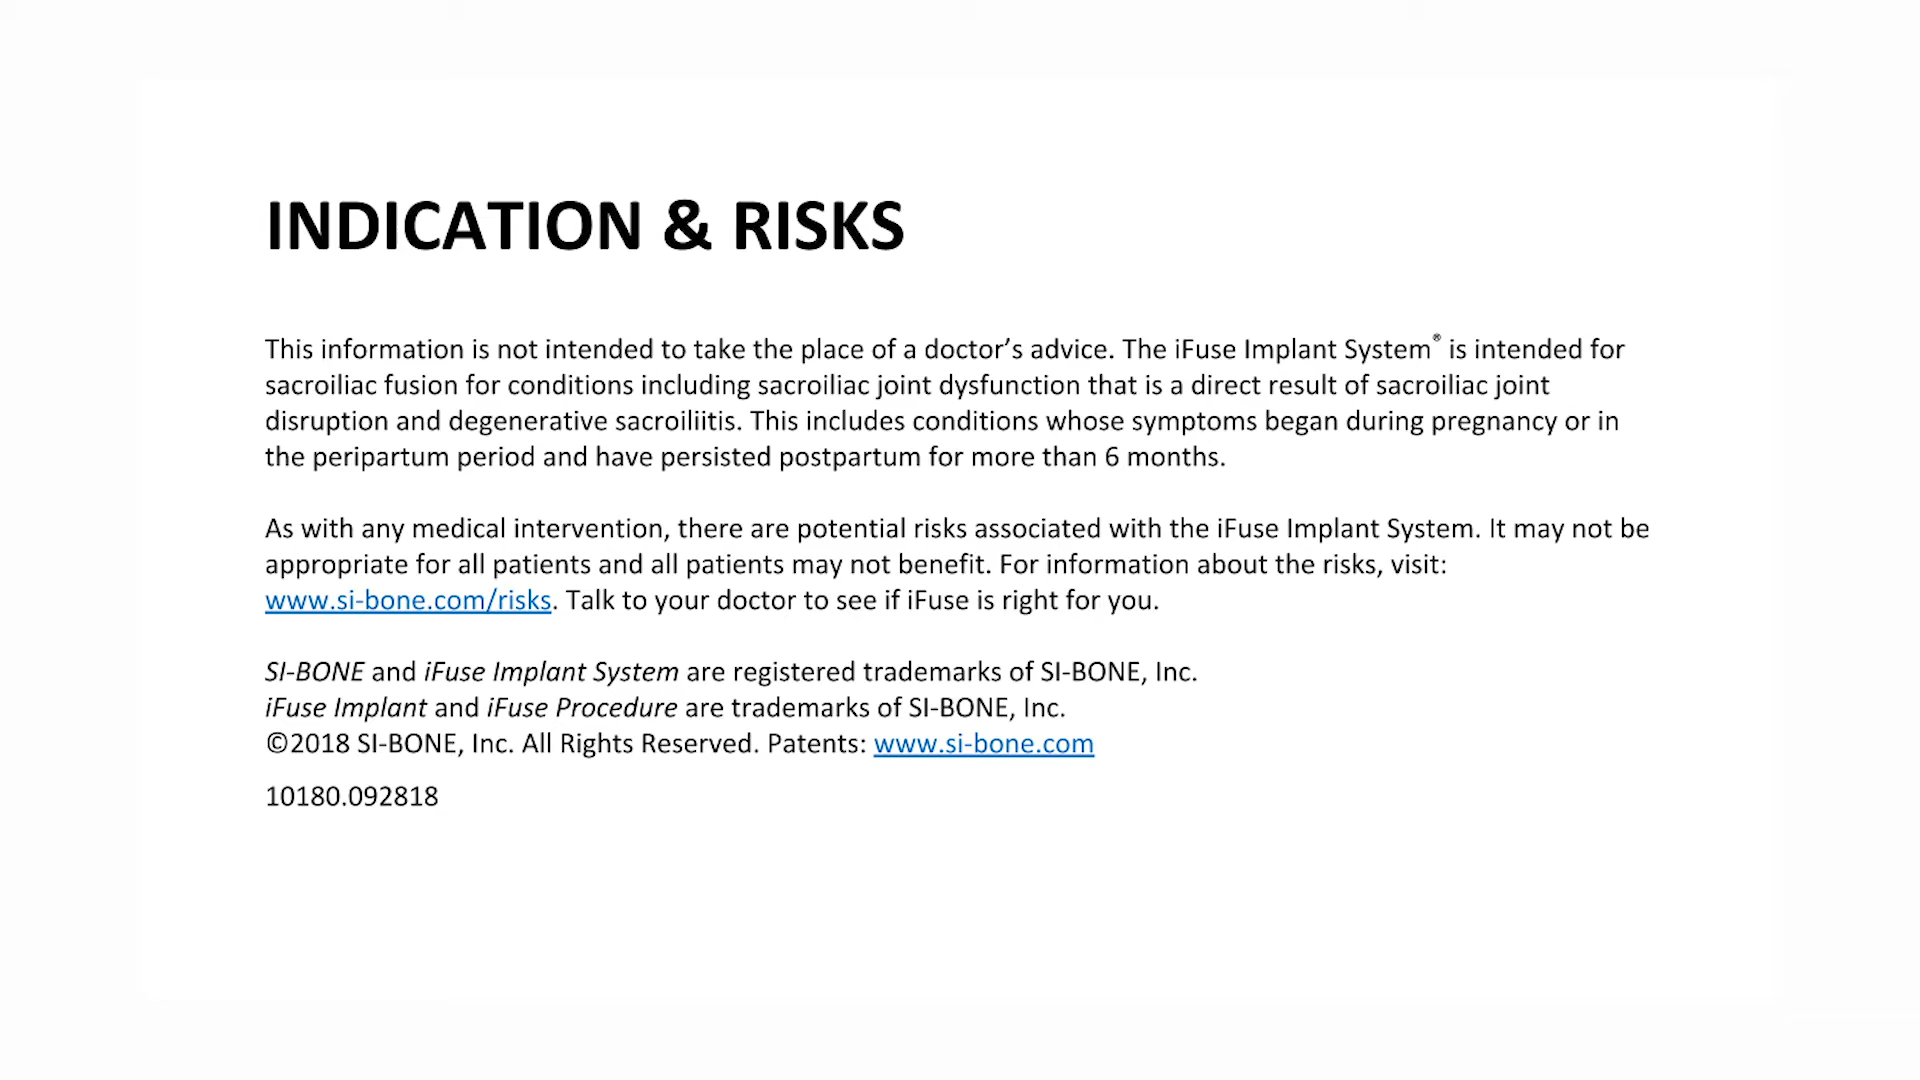 INDICATION & RISKS
This information is not intended to take the place of a doctor’s advice. The iFuse Implant System® is intended for
sacroiliac fusion for conditions including sacroiliac joint dysfunction that is a direct result of sacroiliac joint
disruption and degenerative sacroiliitis. This includes conditions whose symptoms began during pregnancy or in
the peripartum period and have persisted postpartum for more than 6 months.
As with any medical intervention, there are potential risks associated with the iFuse Implant System. It may not be
appropriate for all patients and all patients may not benefit. For information about the risks, visit:
www.si-bone.com/risks. Talk to your doctor to see if iFuse is right for you.
SI-BONE and iFuse Implant System are registered trademarks of SI-BONE, Inc.
iFuse Implant and iFuse Procedure are trademarks of SI-BONE, Inc.
©2018 SI-BONE, Inc. All Rights Reserved. Patents: www.si-bone.com
10180.092818